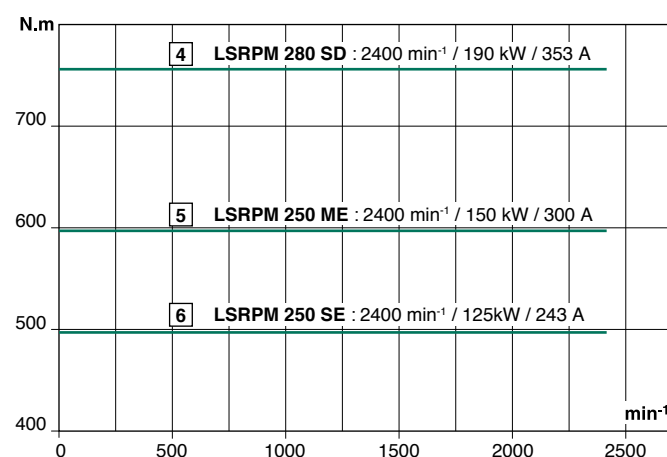 N.m
4 LSRPM 280 SD : 2400 min⁻¹ / 190 kW / 353 A
700
5 LSRPM 250 ME : 2400 min⁻¹ / 150 kW / 300 A
600
6 LSRPM 250 SE : 2400 min⁻¹ / 125kW / 243 A
500
400
min⁻¹
0 500 1000 1500 2000 2500